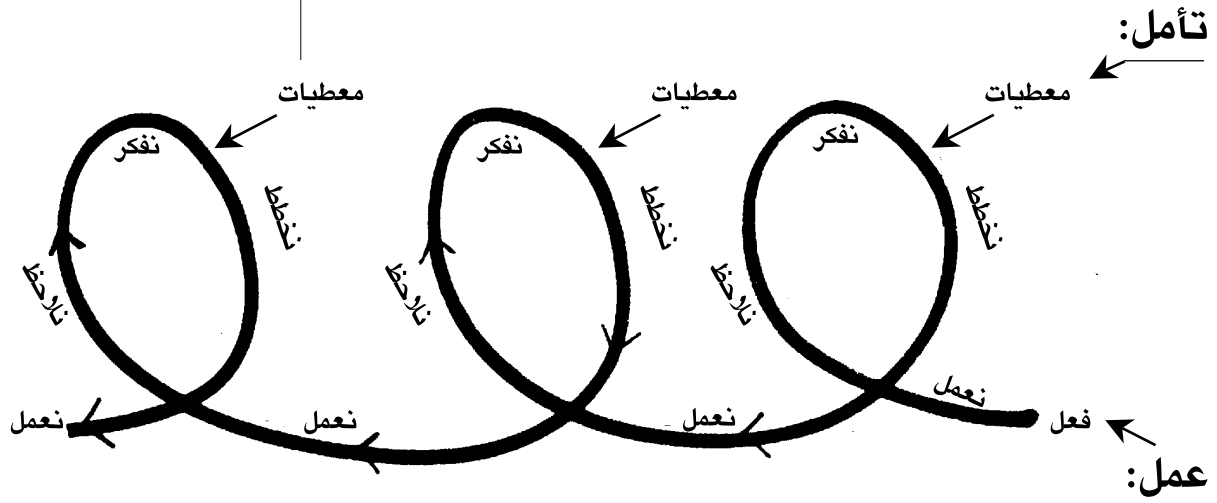 تأمل:
معطيات
معطيات
معطيات
نفكر
نفكر
نفكر
نخطط
نخطط
نخطط
نلاحظ
نلاحظ
نلاحظ
فعل
نعمل
نعمل
نعمل
نعمل
عمل: